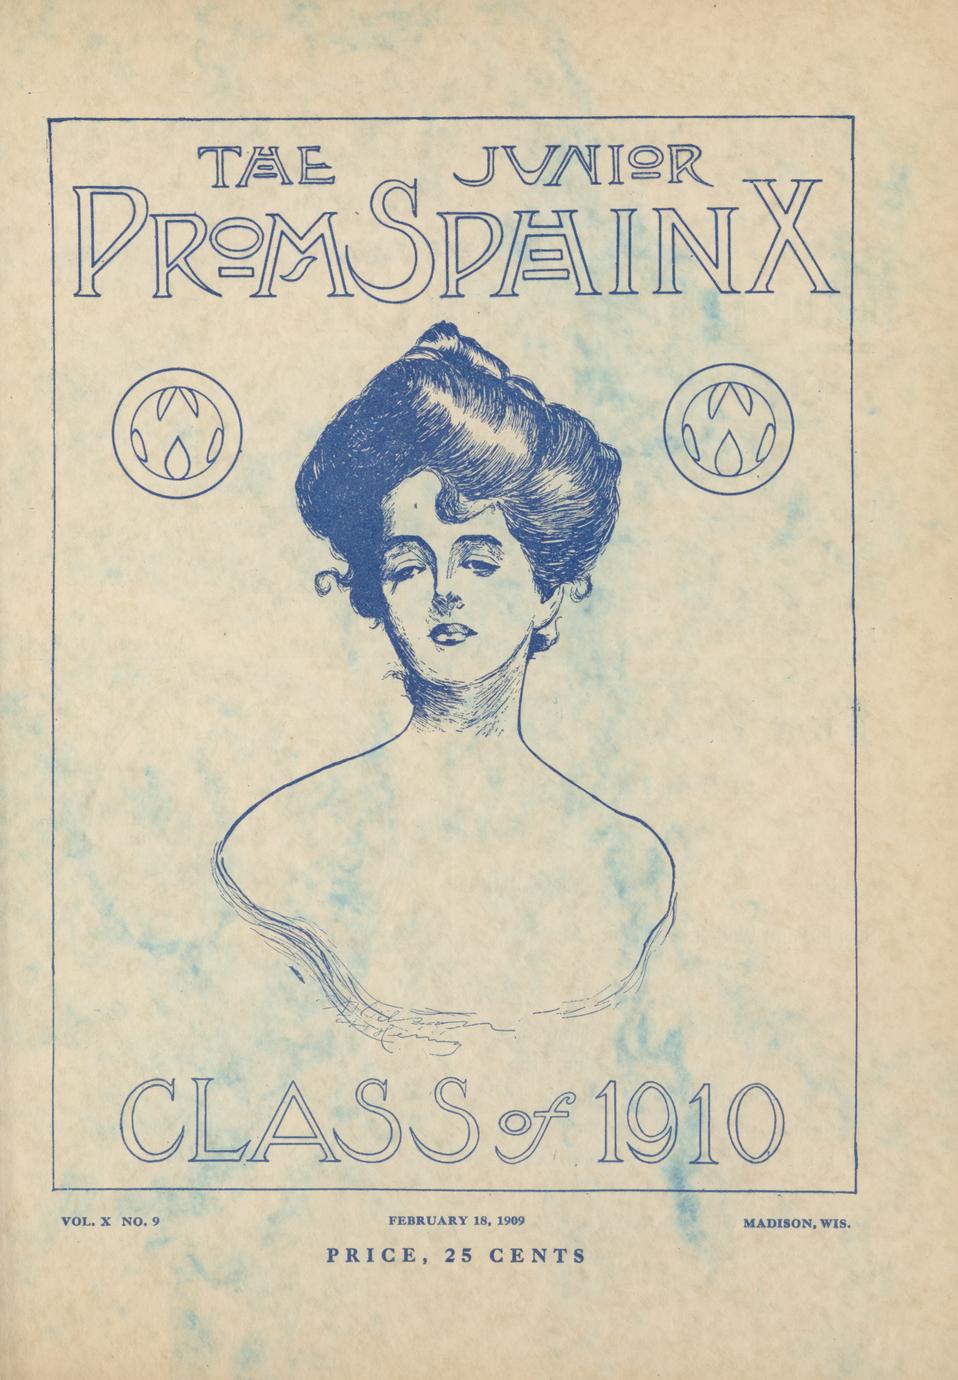 THE JUNIOR
PROM SPHINX
CLASS of 1910
VOL. X NO. 9 FEBRUARY 18, 1909 MADISON, WIS.
PRICE, 25 CENTS